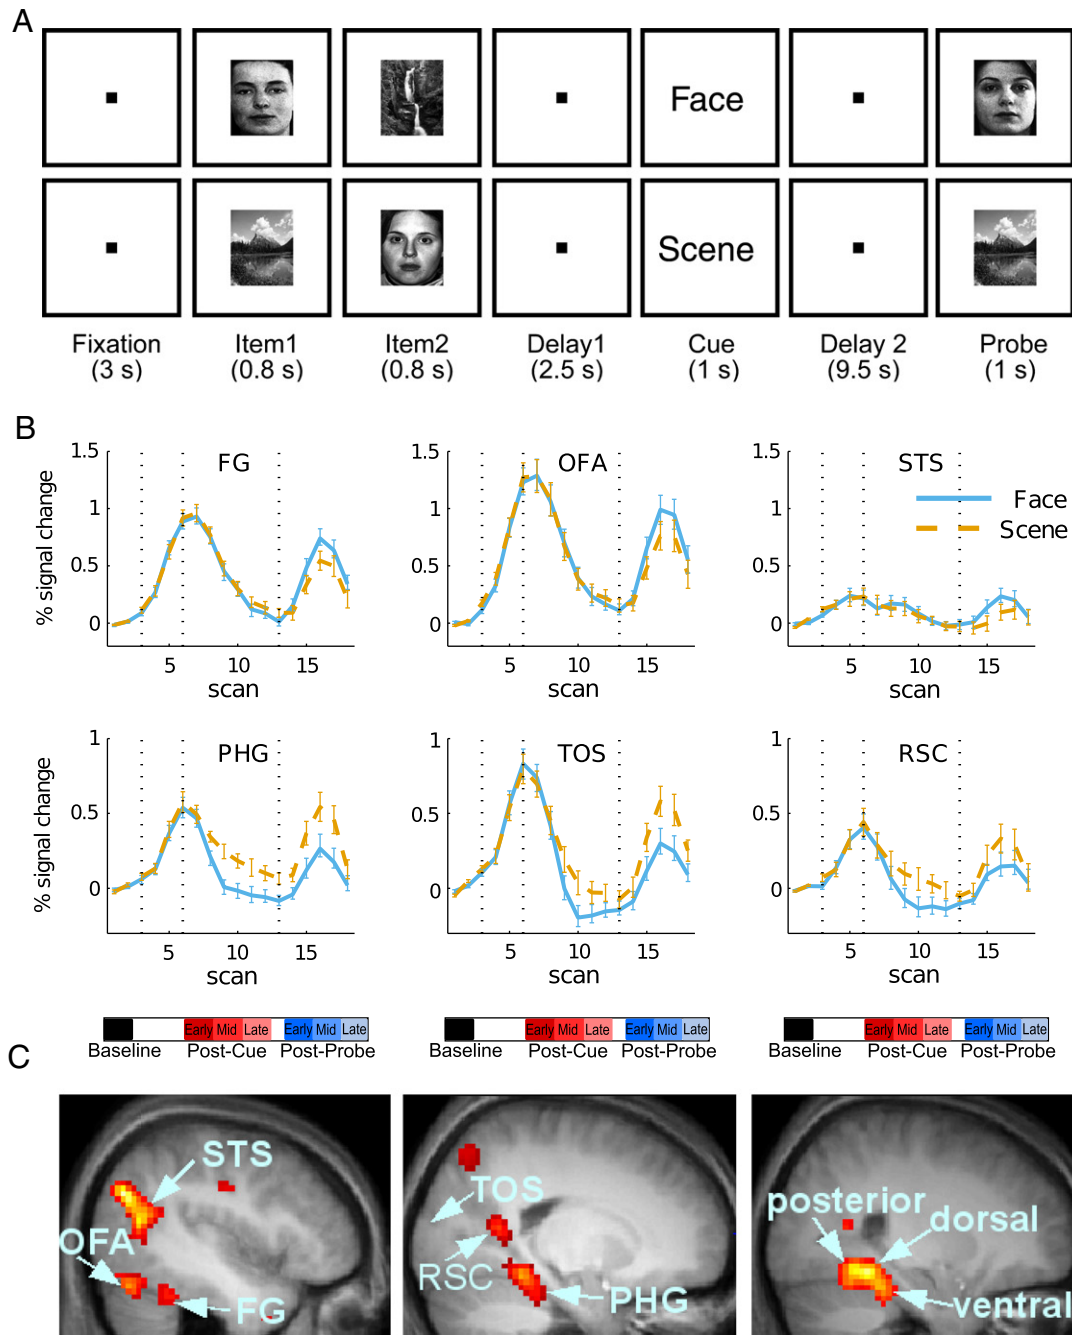 A
Face
Scene
Fixation Item1 Item2 Delay1 Cue Delay 2 Probe
(3 s) (0.8 s) (0.8 s) (2.5 s) (1 s) (9.5 s) (1 s)
B
1.5 FG 1.5 OFA 1.5 STS
Face
Scene
1 1 1
0.5 0.5 0.5
0 0 0
% signal change
5 10 15 5 10 15 5 10 15
scan scan scan
1 PHG 1 TOS 1 RSC
0.5 0.5 0.5
0 0 0
% signal change
5 10 15 5 10 15 5 10 15
scan scan scan
Early Mid Late Early Mid Late Early Mid Late Early Mid Late Early Mid Late Early Mid Late
Baseline Post-Cue Post-Probe Baseline Post-Cue Post-Probe Baseline Post-Cue Post-Probe
C
STS
OFA
FG
TOS
RSC
PHG
posterior
dorsal
ventral